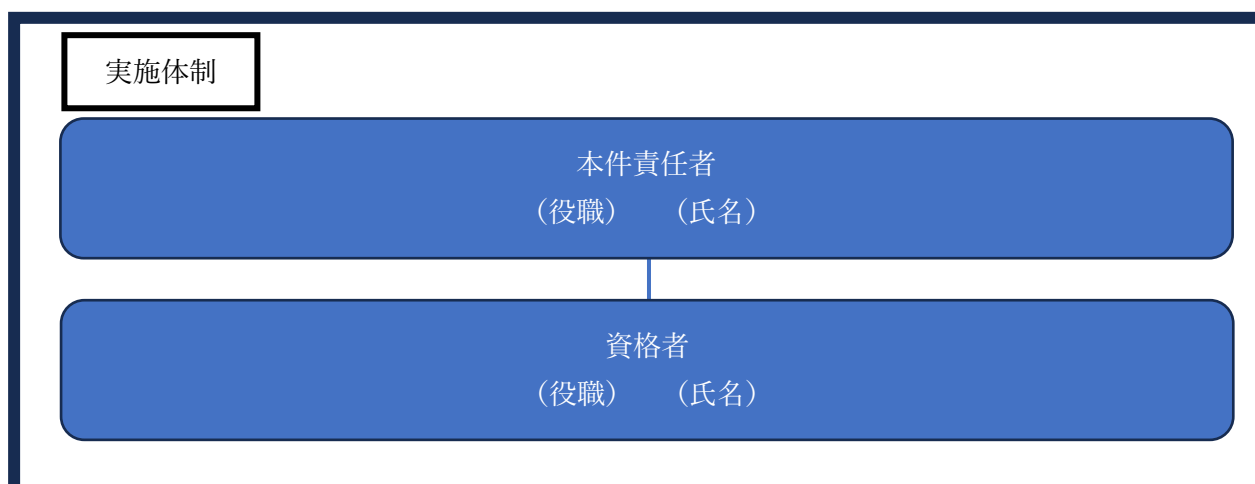 実施体制
本件責任者
（役職）　（氏名）
資格者
（役職）　（氏名）